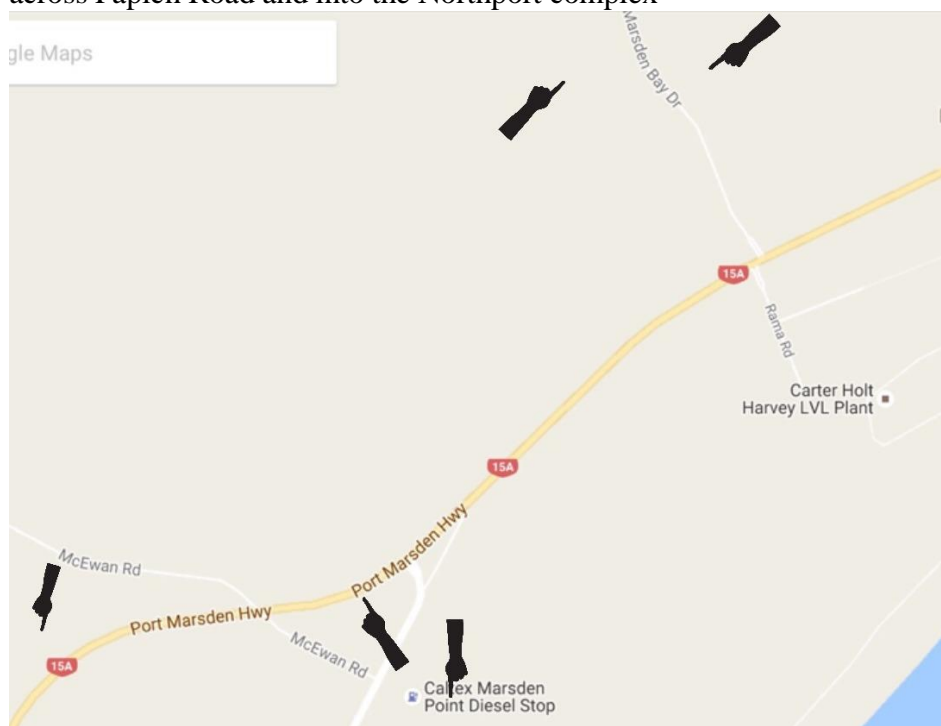 across Papich Road and into the Northport complex
gle Maps
Marsden Bay Dr
15A
Rama Rd
Carter Holt
Harvey LVL Plant
15A
Port Marsden Hwy
McEwan Rd
Port Marsden Hwy
McEwan Rd
15A
Caltex Marsden
Point Diesel Stop